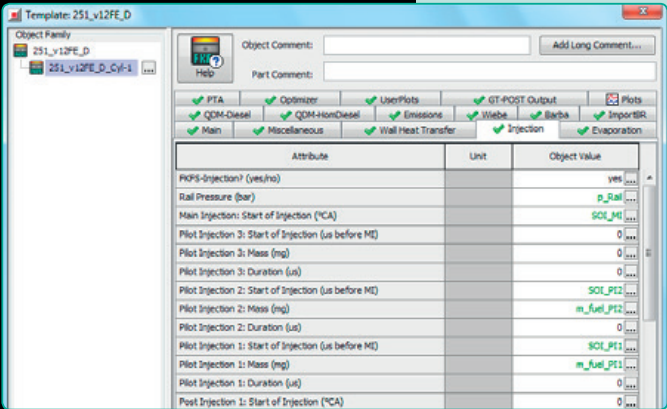 Template: 251_v12FE_D
Object Family
251_v12FE_D
251_v12FE_D_Cyl-1 ...
FKFS
Help
Object Comment:
Add Long Comment...
Part Comment:
PTA Optimizer UserPlots GT-POST Output Plots
QDM-Diesel QDM-HomDiesel Emissions Wiebe Barba ImportBR
Main Miscellaneous Wall Heat Transfer Injection Evaporation
Attribute Unit Object Value
FKFS-Injection? (yes/no) yes ...
Rail Pressure (bar) p_Rail ...
Main Injection: Start of Injection (°CA) SOI_MI ...
Pilot Injection 3: Start of Injection (us before MI) 0 ...
Pilot Injection 3: Mass (mg) 0 ...
Pilot Injection 3: Duration (us) 0 ...
Pilot Injection 2: Start of Injection (us before MI) SOI_PI2 ...
Pilot Injection 2: Mass (mg) m_fuel_PI2 ...
Pilot Injection 2: Duration (us) 0 ...
Pilot Injection 1: Start of Injection (us before MI) SOI_PI1 ...
Pilot Injection 1: Mass (mg) m_fuel_PI1 ...
Pilot Injection 1: Duration (us) 0 ...
Post Injection 1: Start of Injection (°CA) 0 ...